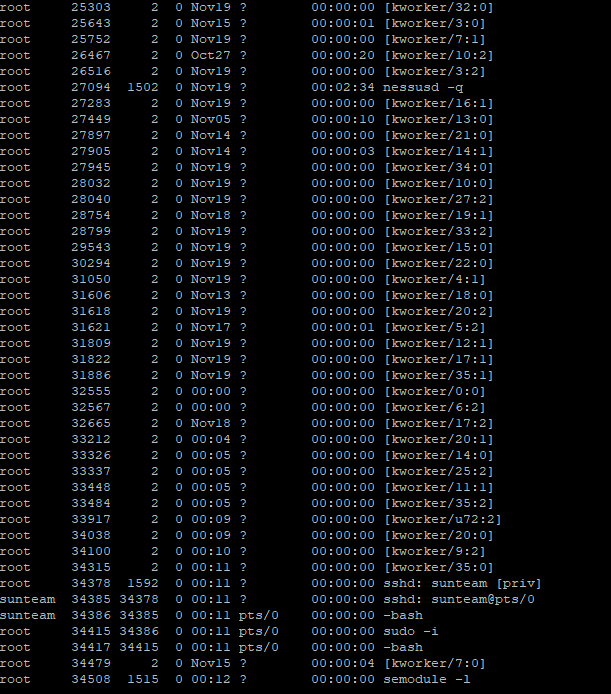 root 25303 2 0 Nov19 ? 00:00:00 [kworker/32:0]
root 25643 2 0 Nov15 ? 00:00:01 [kworker/3:0]
root 25752 2 0 Nov19 ? 00:00:00 [kworker/7:1]
root 26467 2 0 Oct27 ? 00:00:20 [kworker/10:2]
root 26516 2 0 Nov19 ? 00:00:00 [kworker/3:2]
root 27094 1502 0 Nov19 ? 00:02:34 nessusd -q
root 27283 2 0 Nov19 ? 00:00:00 [kworker/16:1]
root 27449 2 0 Nov05 ? 00:00:10 [kworker/13:0]
root 27897 2 0 Nov14 ? 00:00:00 [kworker/21:0]
root 27905 2 0 Nov14 ? 00:00:03 [kworker/14:1]
root 27945 2 0 Nov19 ? 00:00:00 [kworker/34:0]
root 28032 2 0 Nov19 ? 00:00:00 [kworker/10:0]
root 28040 2 0 Nov19 ? 00:00:00 [kworker/27:2]
root 28754 2 0 Nov18 ? 00:00:00 [kworker/19:1]
root 28799 2 0 Nov19 ? 00:00:00 [kworker/33:2]
root 29543 2 0 Nov19 ? 00:00:00 [kworker/15:0]
root 30294 2 0 Nov19 ? 00:00:00 [kworker/22:0]
root 31050 2 0 Nov19 ? 00:00:00 [kworker/4:1]
root 31606 2 0 Nov13 ? 00:00:00 [kworker/18:0]
root 31618 2 0 Nov19 ? 00:00:00 [kworker/20:2]
root 31621 2 0 Nov17 ? 00:00:01 [kworker/5:2]
root 31809 2 0 Nov19 ? 00:00:00 [kworker/12:1]
root 31822 2 0 Nov19 ? 00:00:00 [kworker/17:1]
root 31886 2 0 Nov19 ? 00:00:00 [kworker/35:1]
root 32555 2 0 00:00 ? 00:00:00 [kworker/0:0]
root 32567 2 0 00:00 ? 00:00:00 [kworker/6:2]
root 32665 2 0 Nov18 ? 00:00:00 [kworker/17:2]
root 33212 2 0 00:04 ? 00:00:00 [kworker/20:1]
root 33326 2 0 00:05 ? 00:00:00 [kworker/14:0]
root 33337 2 0 00:05 ? 00:00:00 [kworker/25:2]
root 33448 2 0 00:05 ? 00:00:00 [kworker/11:1]
root 33484 2 0 00:05 ? 00:00:00 [kworker/35:2]
root 33917 2 0 00:09 ? 00:00:00 [kworker/u72:2]
root 34038 2 0 00:09 ? 00:00:00 [kworker/20:0]
root 34100 2 0 00:10 ? 00:00:00 [kworker/9:2]
root 34315 2 0 00:11 ? 00:00:00 [kworker/35:0]
root 34378 1592 0 00:11 ? 00:00:00 sshd: sunteam [priv]
sunteam 34385 34378 0 00:11 ? 00:00:00 sshd: sunteam@pts/0
sunteam 34386 34385 0 00:11 pts/0 00:00:00 -bash
root 34415 34386 0 00:11 pts/0 00:00:00 sudo -i
root 34417 34415 0 00:11 pts/0 00:00:00 -bash
root 34479 2 0 Nov15 ? 00:00:04 [kworker/7:0]
root 34508 1515 0 00:12 ? 00:00:00 semodule -l